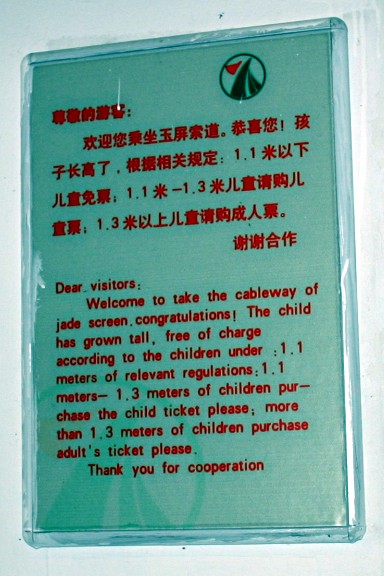 尊敬的游客:
欢迎您乘坐玉屏索道。恭喜您！孩
子长高了，根据相关规定：1.1米以下
儿童免票；1.1米-1.3米儿童请购儿
童票；1.3米以上儿童请购成人票。
谢谢合作
Dear visitors:
Welcome to take the cableway of
jade screen.congratulations! The child
has grown tall, free of charge
according to the children under :1.1
meters of relevant regulations:1.1
meters- 1.3 meters of children pur-
chase the child ticket please; more
than 1.3 meters of children purchase
adult's ticket please.
Thank you for cooperation